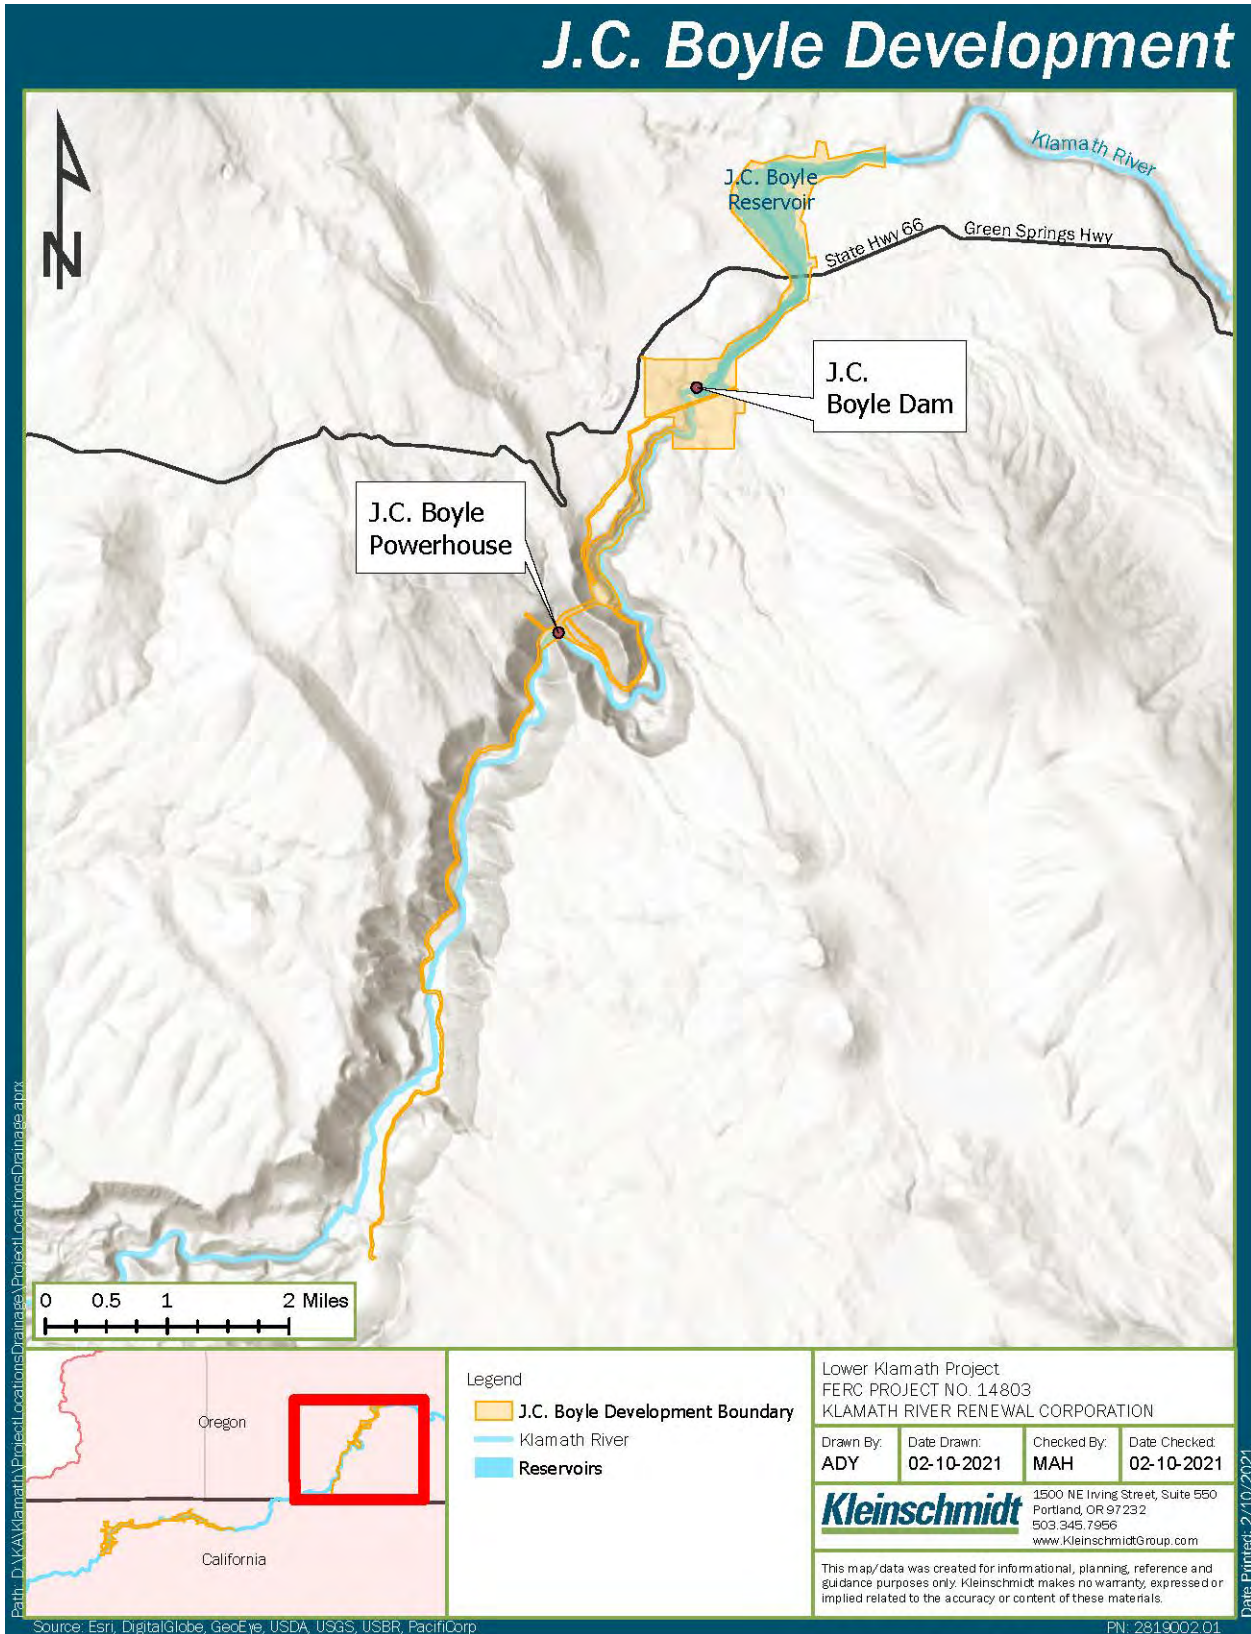 J.C. Boyle Development
N
Klamath River
J.C. Boyle
Reservoir
State Hwy 66
Green Springs Hwy
J.C.
Boyle Dam
J.C. Boyle
Powerhouse
0 0.5 1 2 Miles
Oregon
California
Legend
J.C. Boyle Development Boundary
Klamath River
Reservoirs
Lower Klamath Project
FERC PROJECT NO. 14803
KLAMATH RIVER RENEWAL CORPORATION
Drawn By:
ADY
Date Drawn:
02-10-2021
Checked By:
MAH
Date Checked:
02-10-2021
Kleinschmidt
1500 NE Irving Street, Suite 550
Portland, OR 97232
503.345.7956
www.KleinschmidtGroup.com
This map/data was created for informational, planning, reference and
guidance purposes only. Kleinschmidt makes no warranty, expressed or
implied related to the accuracy or content of these materials.
Path: D:\KA\Klamath\ProjectLocationsDrainage\ProjectLocationsDrainage.aprx
Date Printed: 2/10/2021
Source: Esri, DigitalGlobe, GeoEye, USDA, USGS, USBR, PacifiCorp
PN: 2819002.01